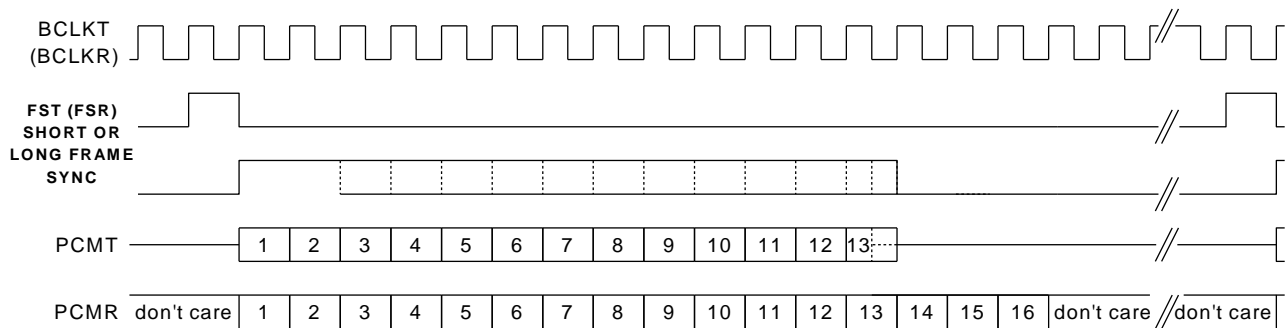 BCLKT
(BCLKR)
FST (FSR)
SHORT OR
LONG FRAME
SYNC
PCMT 1 2 3 4 5 6 7 8 9 10 11 12 13
PCMR don't care 1 2 3 4 5 6 7 8 9 10 11 12 13 14 15 16 don't care don't care